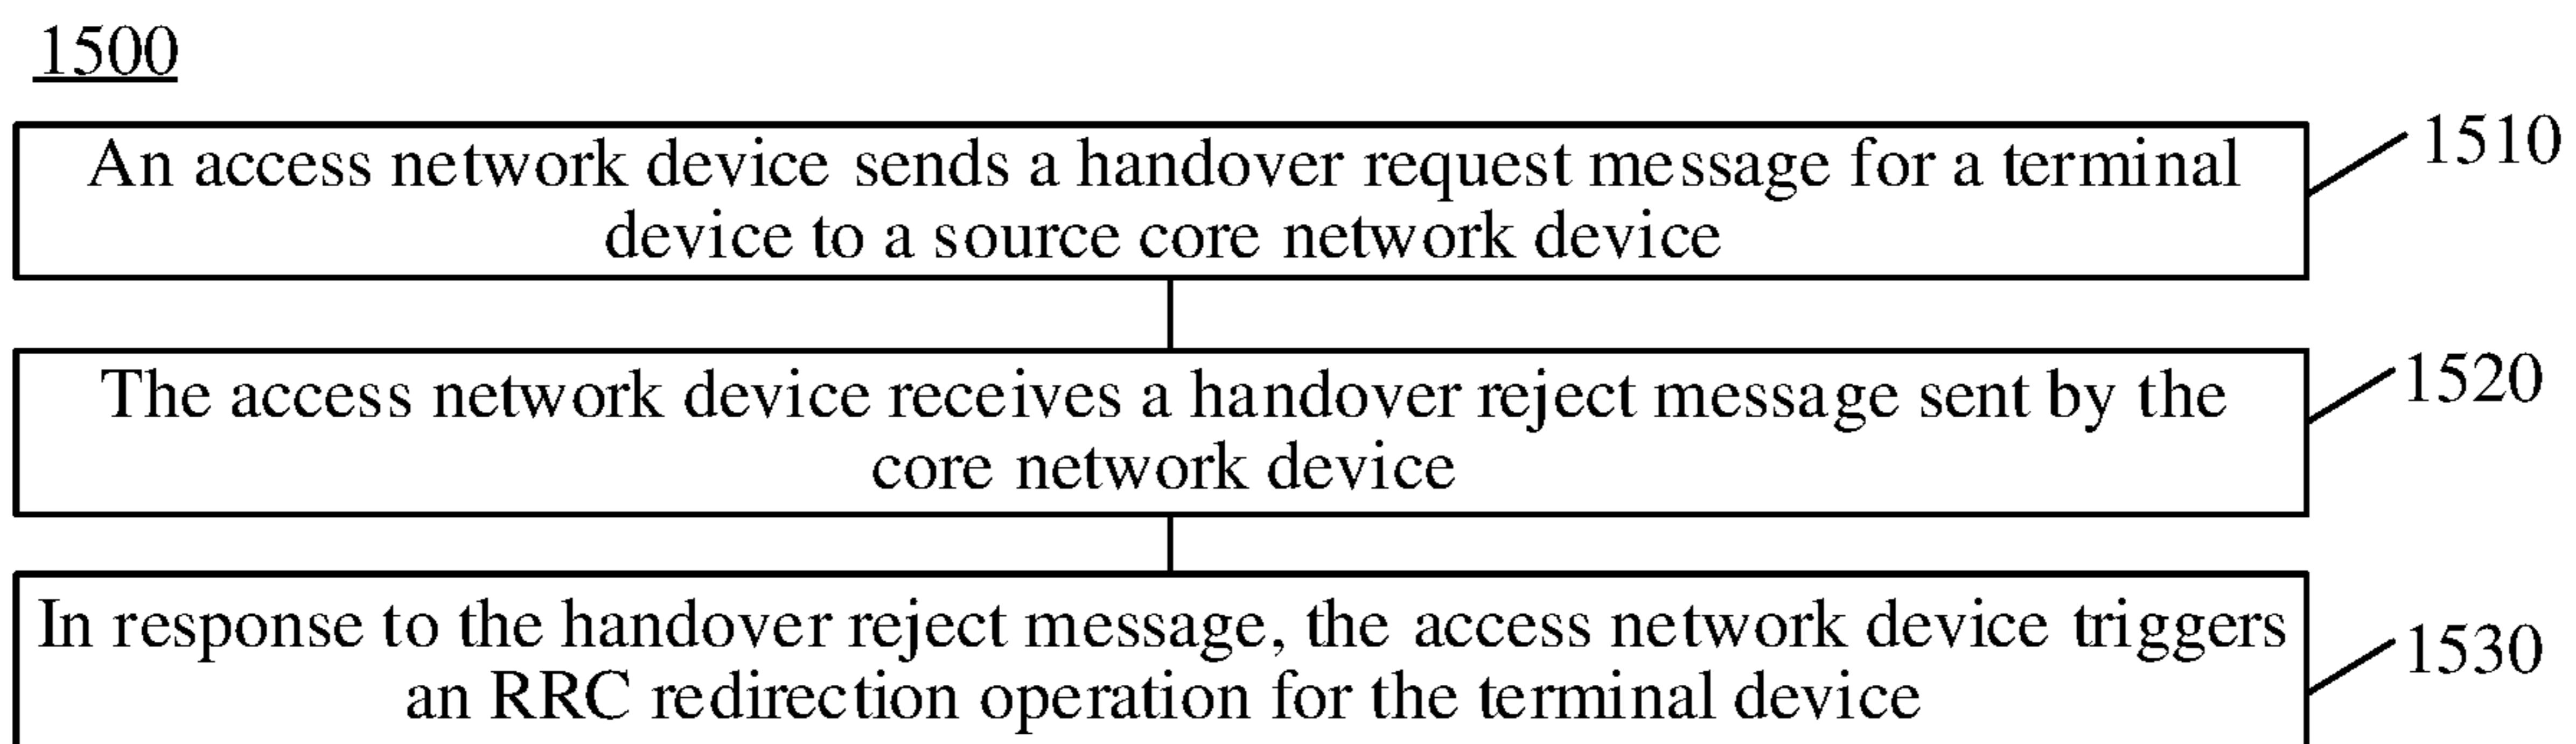 1500
An access network device sends a handover request message for a terminal
device to a source core network device
1510
The access network device receives a handover reject message sent by the
core network device
1520
In response to the handover reject message, the access network device triggers
an RRC redirection operation for the terminal device
1530